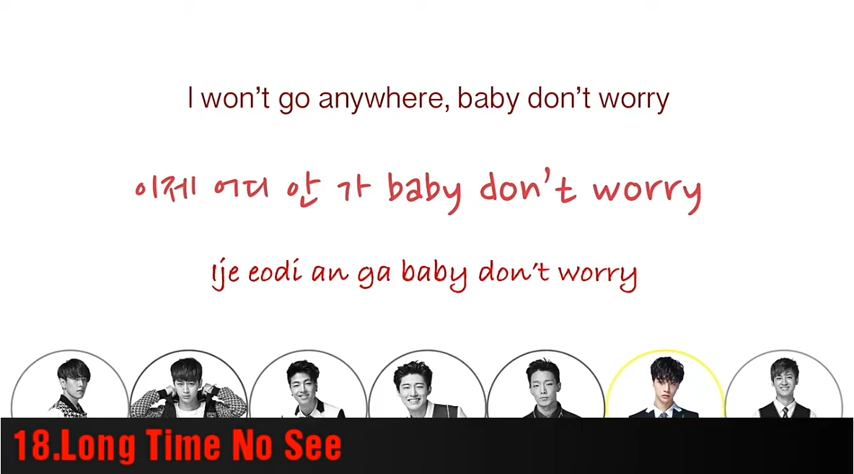 I won't go anywhere, baby don't worry
이제 어디 안 가 baby don't worry
Ije eodi an ga baby don't worry
18.Long Time No See